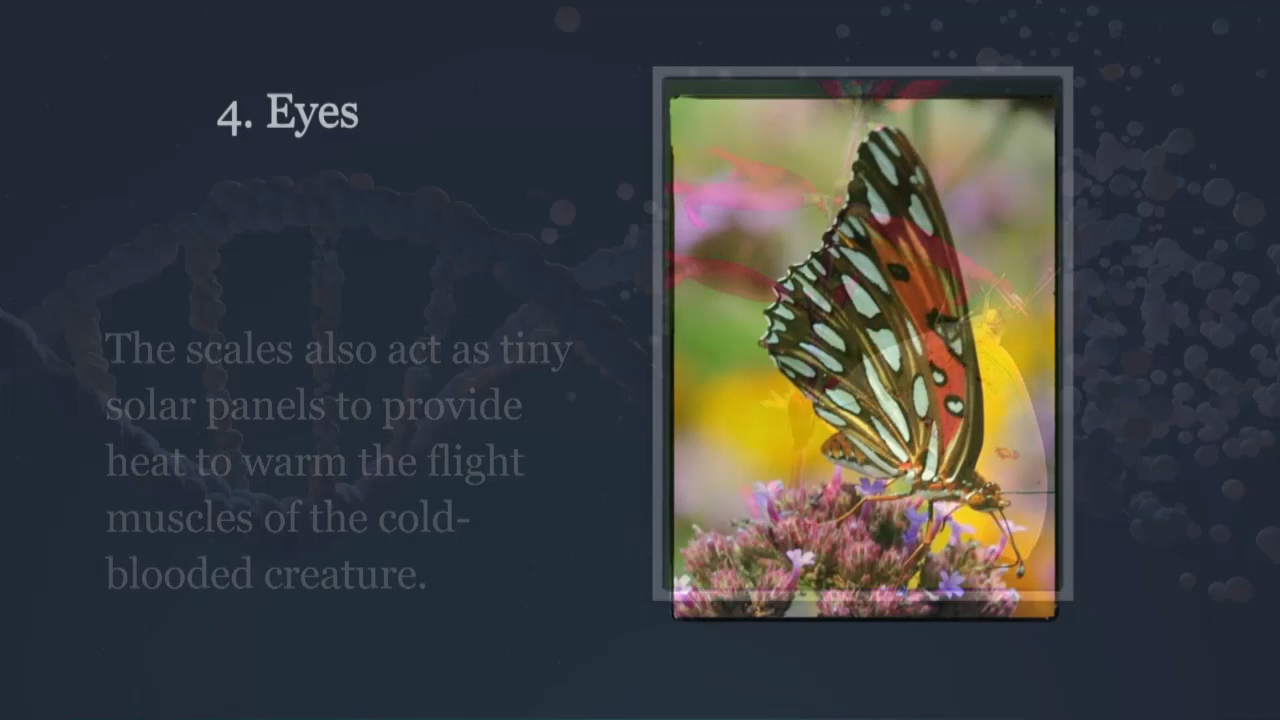 4. Eyes
The scales also act as tiny
solar panels to provide
heat to warm the flight
muscles of the cold-
blooded creature.